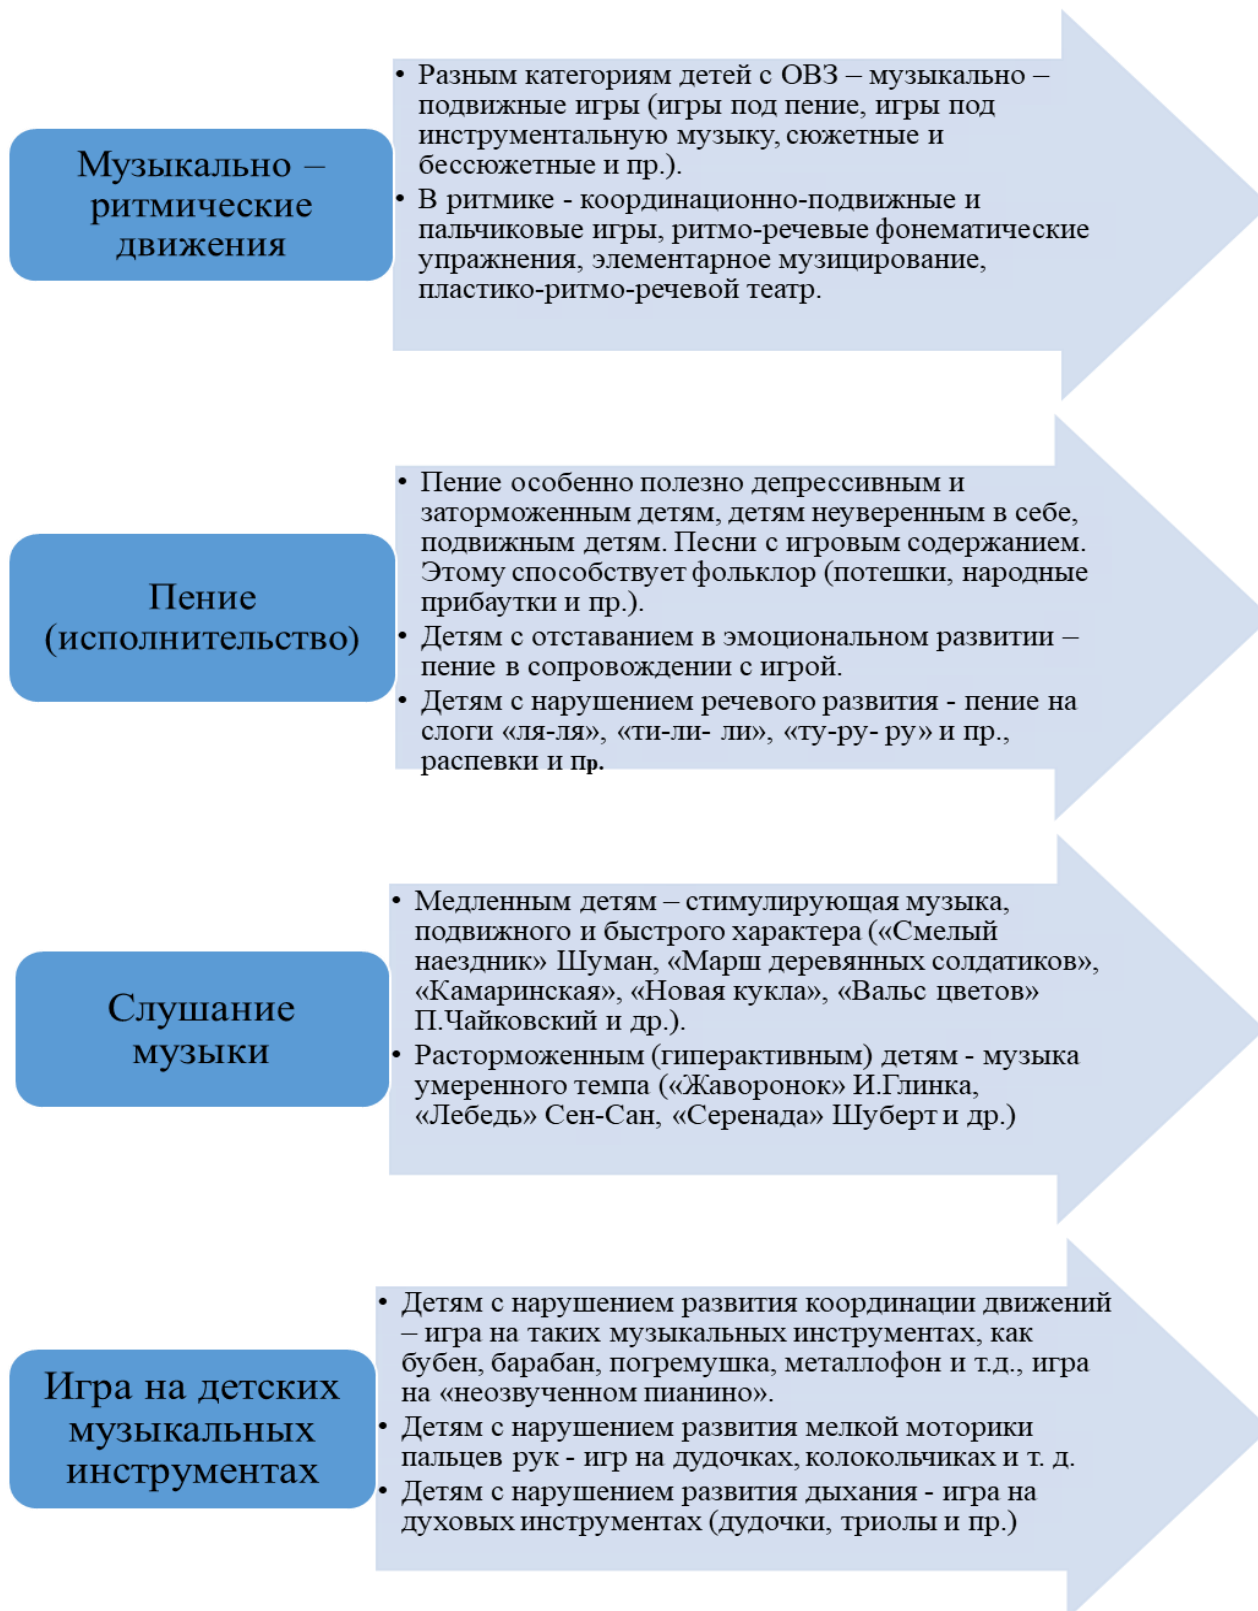 Музыкально –
ритмические
движения
• Разным категориям детей с ОВЗ – музыкально –
подвижные игры (игры под пение, игры под
инструментальную музыку, сюжетные и
бессюжетные и пр.).
• В ритмике - координационно-подвижные и
пальчиковые игры, ритмо-речевые фонематические
упражнения, элементарное музицирование,
пластико-ритмо-речевой театр.
Пение
(исполнительство)
• Пение особенно полезно депрессивным и
заторможенным детям, детям неуверенным в себе,
подвижным детям. Песни с игровым содержанием.
Этому способствует фольклор (потешки, народные
прибаутки и пр.).
• Детям с отставанием в эмоциональном развитии –
пение в сопровождении с игрой.
• Детям с нарушением речевого развития - пение на
слоги «ля-ля», «ти-ли- ли», «ту-ру- ру» и пр.,
распевки и пр.
Слушание
музыки
• Медленным детям – стимулирующая музыка,
подвижного и быстрого характера («Смелый
наездник» Шуман, «Марш деревянных солдатиков»,
«Камаринская», «Новая кукла», «Вальс цветов»
П.Чайковский и др.).
• Расторможенным (гиперактивным) детям - музыка
умеренного темпа («Жаворонок» И.Глинка,
«Лебедь» Сен-Сан, «Серенада» Шуберт и др.)
Игра на детских
музыкальных
инструментах
• Детям с нарушением развития координации движений
– игра на таких музыкальных инструментах, как
бубен, барабан, погремушка, металлофон и т.д., игра
на «неозвученном пианино».
• Детям с нарушением развития мелкой моторики
пальцев рук - игр на дудочках, колокольчиках и т. д.
• Детям с нарушением развития дыхания - игра на
духовых инструментах (дудочки, триолы и пр.)